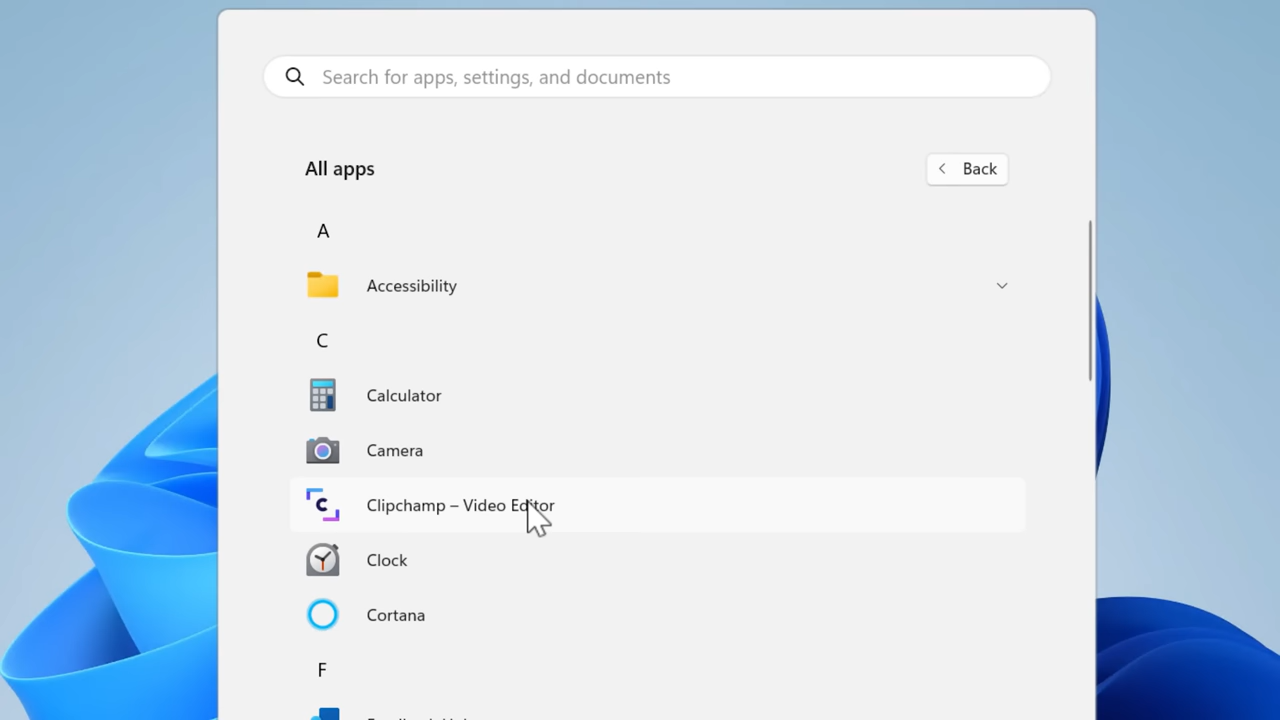 Search for apps, settings, and documents
All apps
Back
A
Accessibility
C
Calculator
Camera
Clipchamp – Video Editor
Clock
Cortana
F